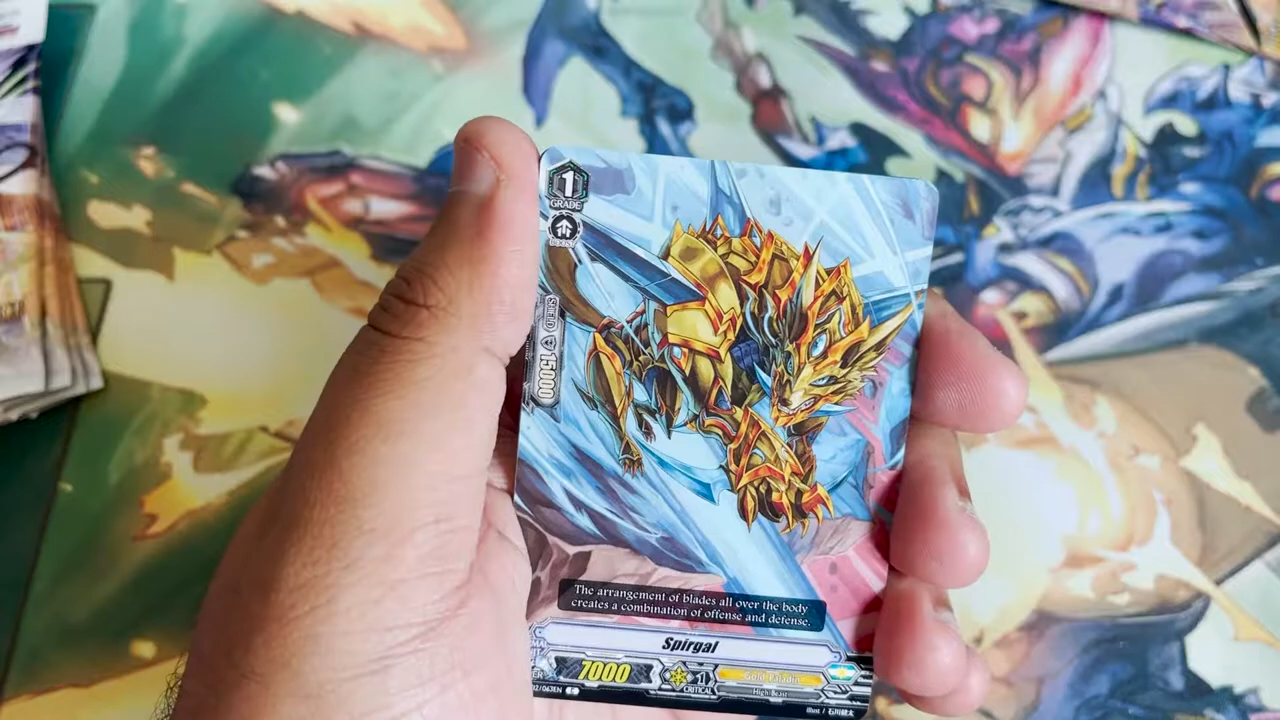 1
GRADE
BOOST
SHIELD 15000
The arrangement of blades all over the body
creates a combination of offense and defense.
Spirgal
7000
1
CRITICAL
Gold Paladin
High Beast
/063EN C
illust / 石川健太